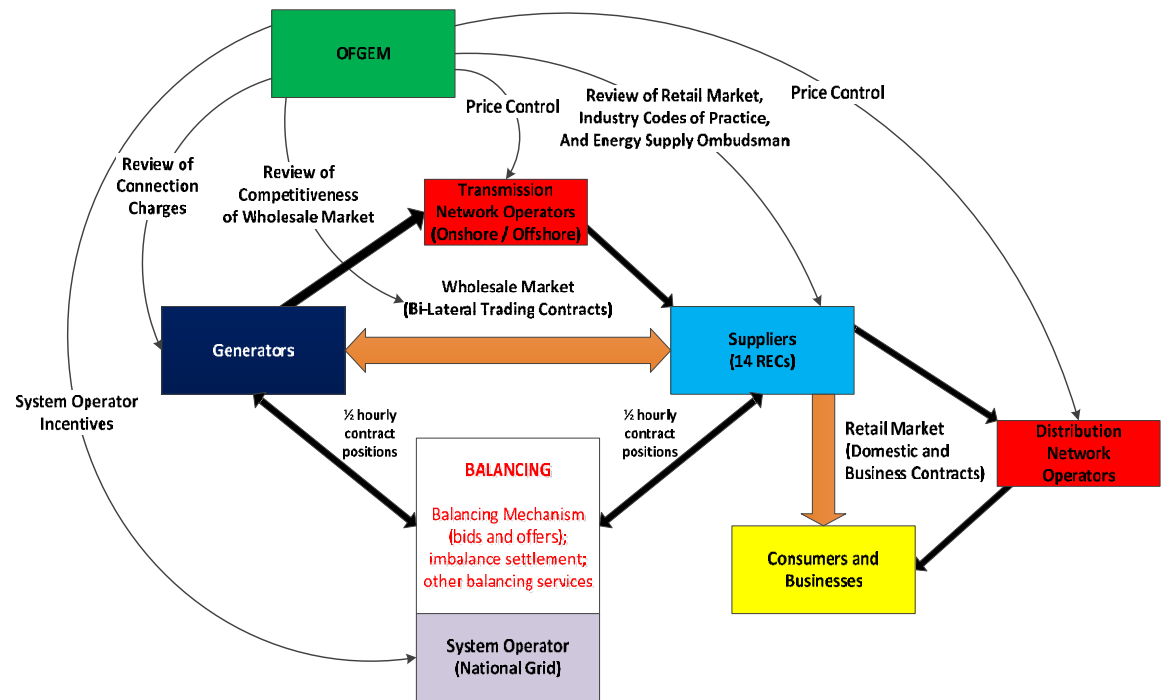 OFGEM
Price Control
Review of Retail Market,
Industry Codes of Practice,
And Energy Supply Ombudsman
Price Control
Review of
Connection
Charges
Review of
Competitiveness
of Wholesale Market
Transmission
Network Operators
(Onshore / Offshore)
Wholesale Market
(Bi-Lateral Trading Contracts)
Generators
Suppliers
(14 RECs)
System Operator
Incentives
½ hourly
contract
positions
½ hourly
contract
positions
Retail Market
(Domestic and
Business Contracts)
Distribution
Network
Operators
BALANCING
Balancing Mechanism
(bids and offers);
imbalance settlement;
other balancing services
Consumers and
Businesses
System Operator
(National Grid)